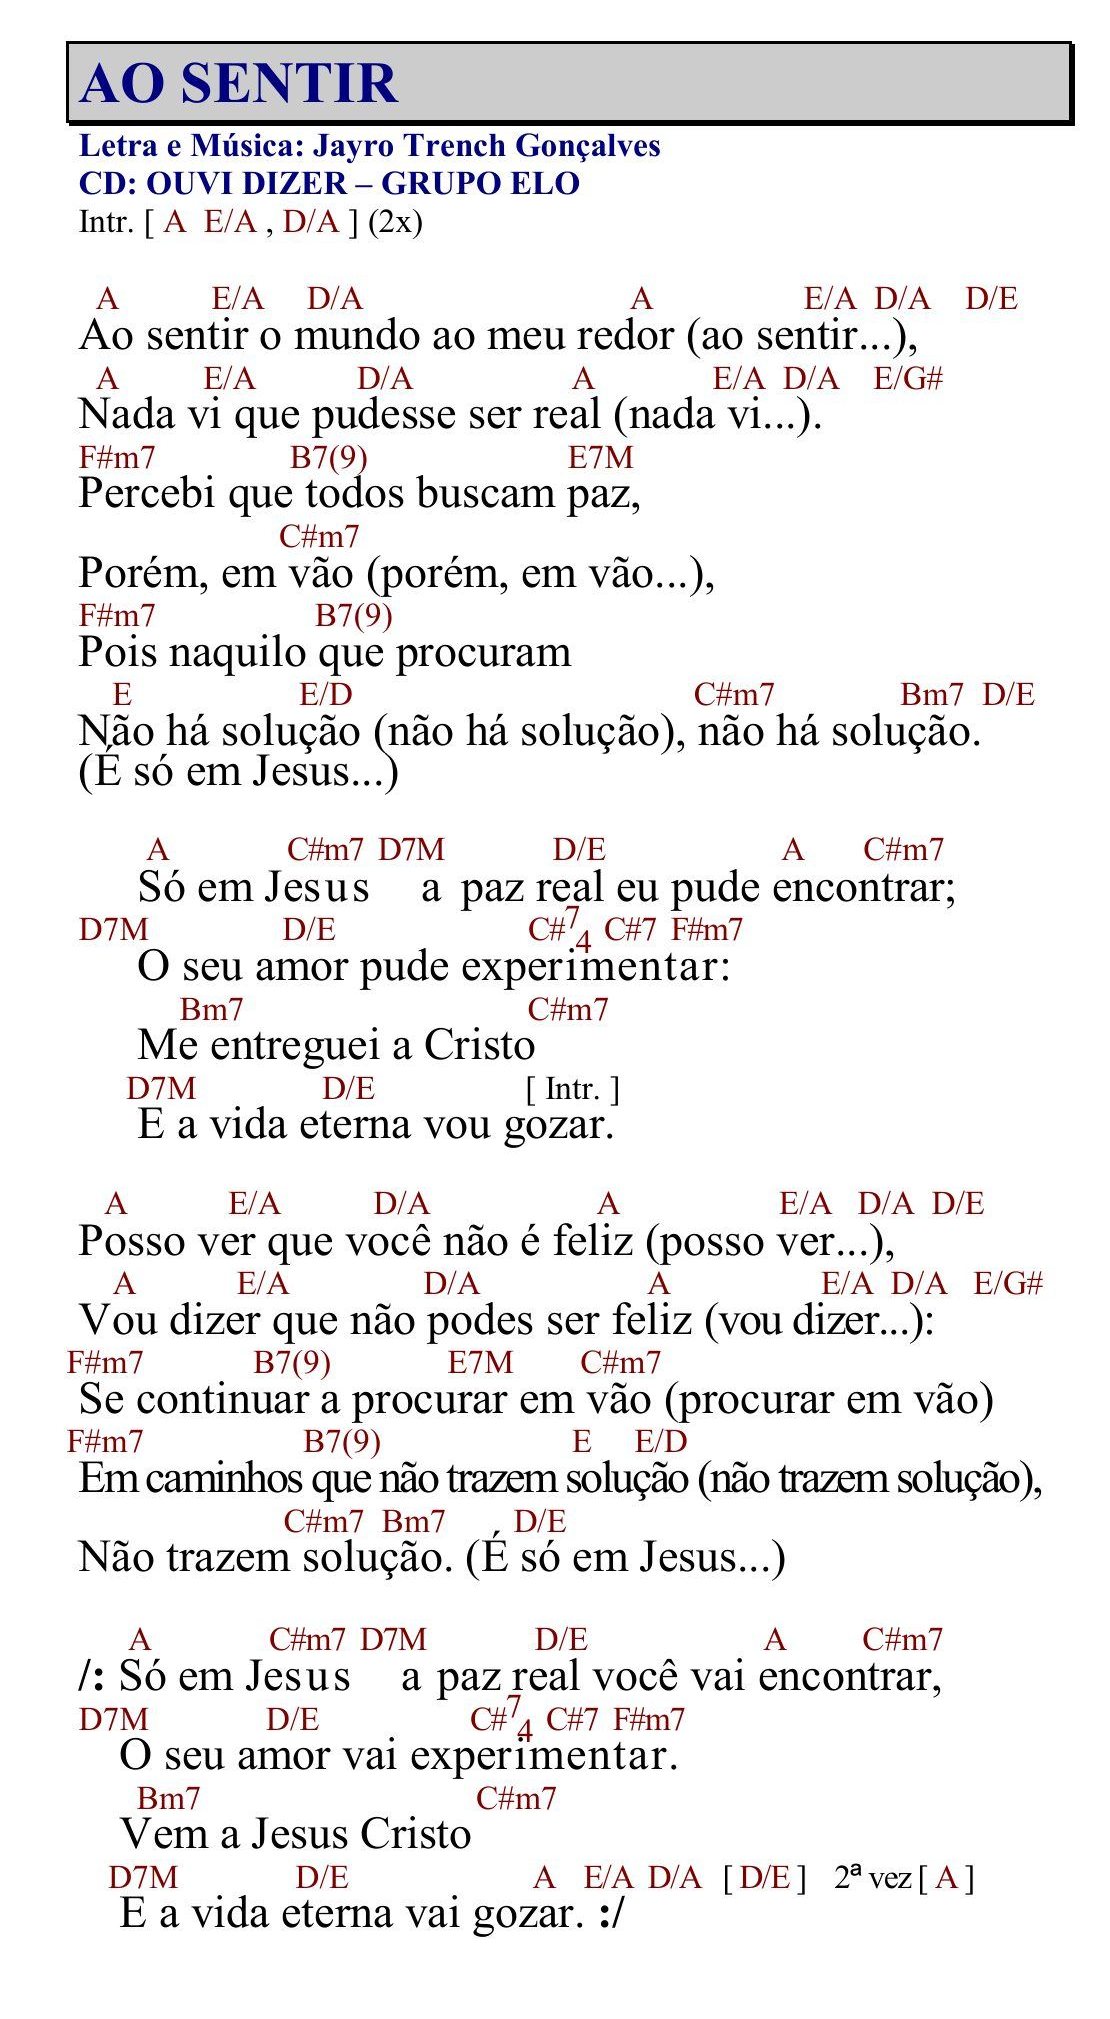 AO SENTIR
Letra e Música: Jayro Trench Gonçalves
CD: OUVI DIZER – GRUPO ELO
Intr. [ A E/A , D/A ] (2x)
A E/A D/A A E/A D/A D/E
Ao sentir o mundo ao meu redor (ao sentir...),
A E/A D/A A E/A D/A E/G#
Nada vi que pudesse ser real (nada vi...).
F#m7 B7(9) E7M
Percebi que todos buscam paz,
C#m7
Porém, em vão (porém, em vão...),
F#m7 B7(9)
Pois naquilo que procuram
E E/D C#m7 Bm7 D/E
Não há solução (não há solução), não há solução.
(É só em Jesus...)
A C#m7 D7M D/E A C#m7
Só em Jesus a paz real eu pude encontrar;
D7M D/E C#7 4 C#7 F#m7
O seu amor pude experimentar:
Bm7 C#m7
Me entreguei a Cristo
D7M D/E [ Intr. ]
E a vida eterna vou gozar.
A E/A D/A A E/A D/A D/E
Posso ver que você não é feliz (posso ver...),
A E/A D/A A E/A D/A E/G#
Vou dizer que não podes ser feliz (vou dizer...):
F#m7 B7(9) E7M C#m7
Se continuar a procurar em vão (procurar em vão)
F#m7 B7(9) E E/D
Em caminhos que não trazem solução (não trazem solução),
C#m7 Bm7 D/E
Não trazem solução. (É só em Jesus...)
A C#m7 D7M D/E A C#m7
/: Só em Jesus a paz real você vai encontrar,
D7M D/E C#7 4 C#7 F#m7
O seu amor vai experimentar.
Bm7 C#m7
Vem a Jesus Cristo
D7M D/E A E/A D/A [ D/E ] 2ª vez [ A ]
E a vida eterna vai gozar. :/